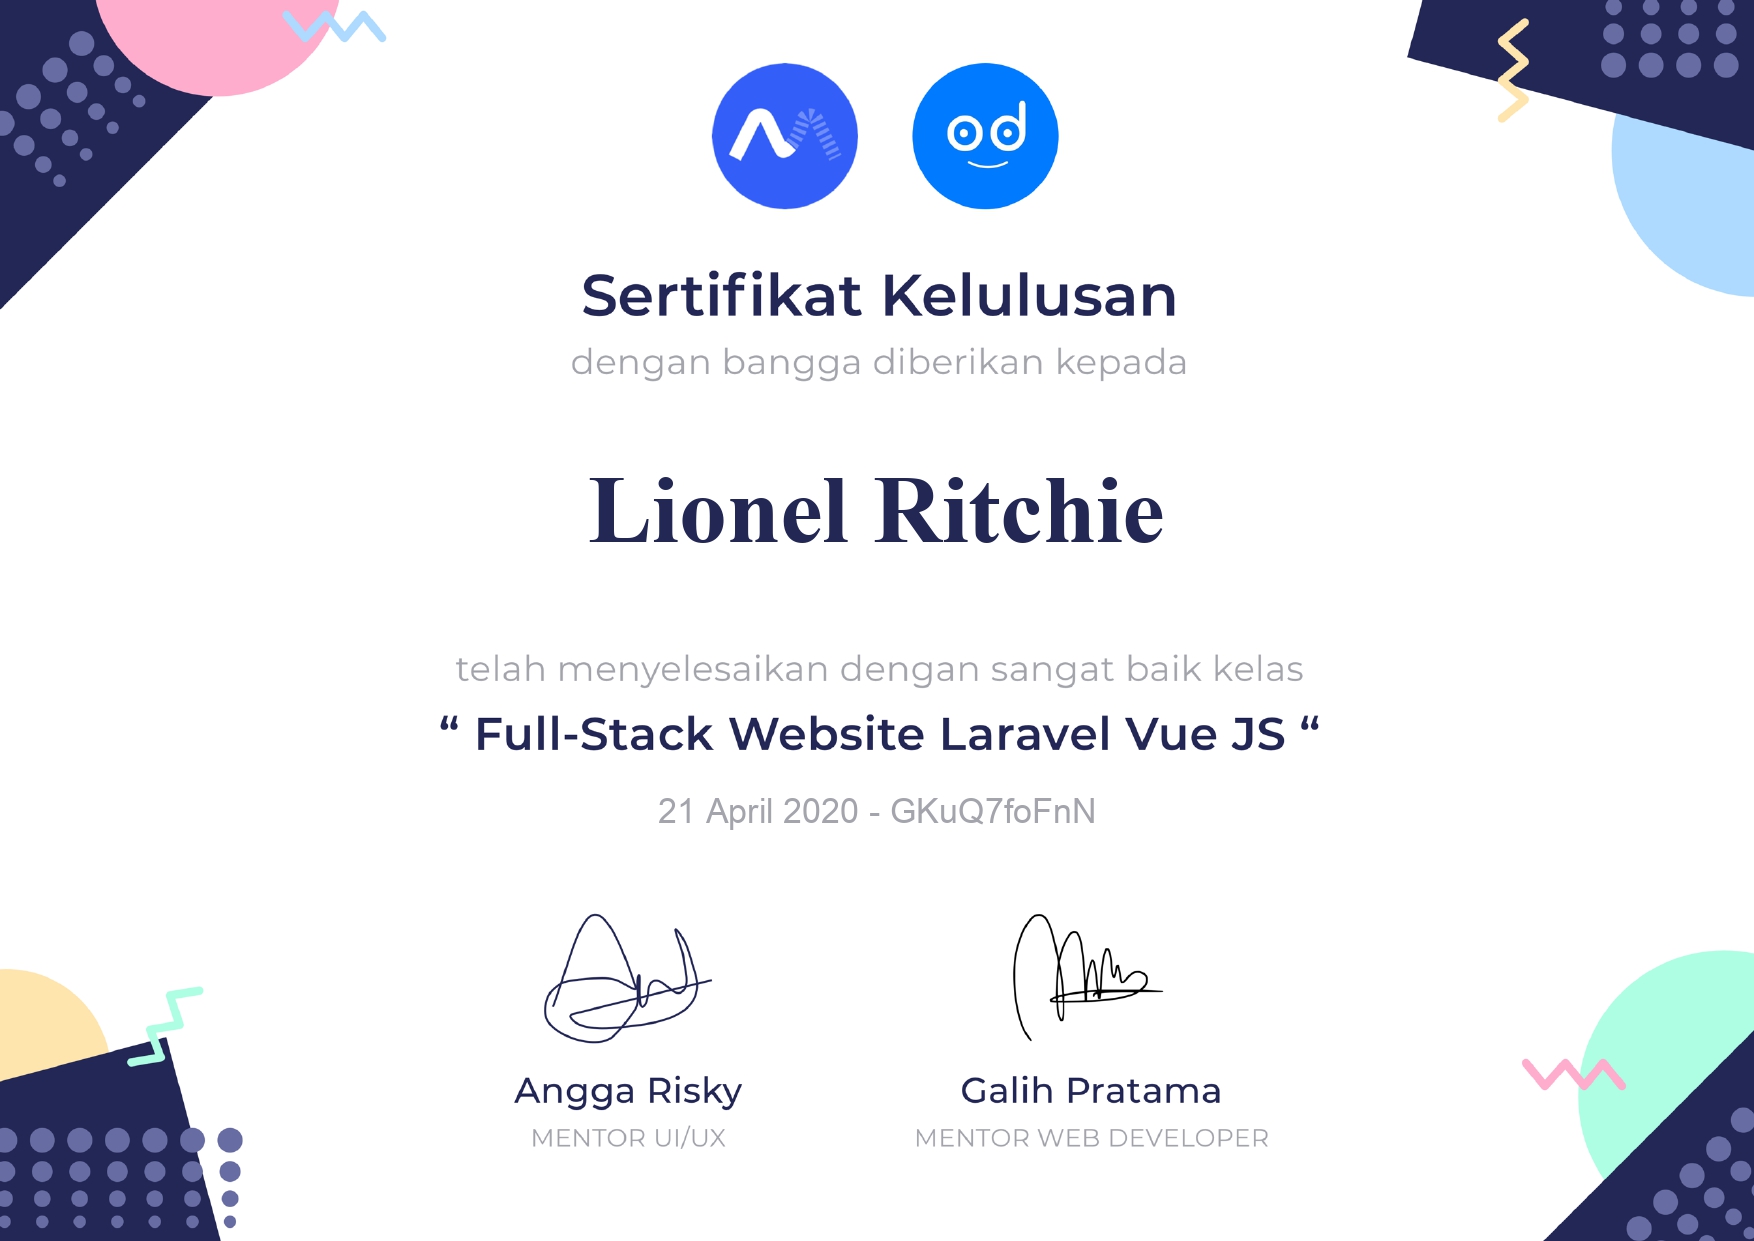 od
Sertifikat Kelulusan
dengan bangga diberikan kepada
Lionel Ritchie
telah menyelesaikan dengan sangat baik kelas
“ Full-Stack Website Laravel Vue JS “
21 April 2020 - GKuQ7foFnN
Angga Risky
MENTOR UI/UX
Galih Pratama
MENTOR WEB DEVELOPER